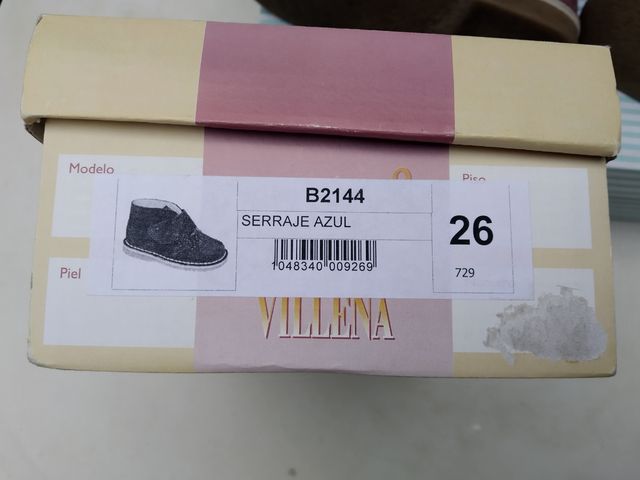 Modelo
Piso
B2144
SERRAJE AZUL
26
1048340 009269
729
Piel
VILLENA